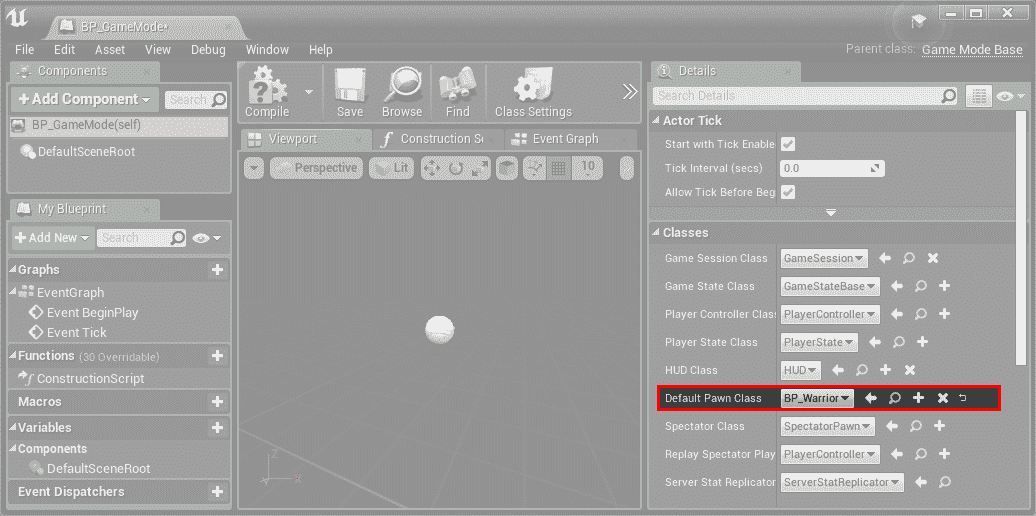 BP_GameMode*
File Edit Asset View Debug Window Help
Parent class: Game Mode Base
Components
+Add Component
Search
BP_GameMode(self)
DefaultSceneRoot
My Blueprint
+Add New
Search
Graphs
EventGraph
Event BeginPlay
Event Tick
Functions (30 Overridable)
ConstructionScript
Macros
Variables
Components
DefaultSceneRoot
Event Dispatchers
Compile
Save
Browse
Find
Class Settings
Viewport
Construction Sc
Event Graph
Perspective
Lit
10
Z
X
Details
Search Details
Actor Tick
Start with Tick Enable
Tick Interval (secs) 0.0
Allow Tick Before Beg
Classes
Game Session Class GameSession
Game State Class GameStateBase
Player Controller Class PlayerController
Player State Class PlayerState
HUD Class HUD
Default Pawn Class BP_Warrior
Spectator Class SpectatorPawn
Replay Spectator Play PlayerController
Server Stat Replicator ServerStatReplicator